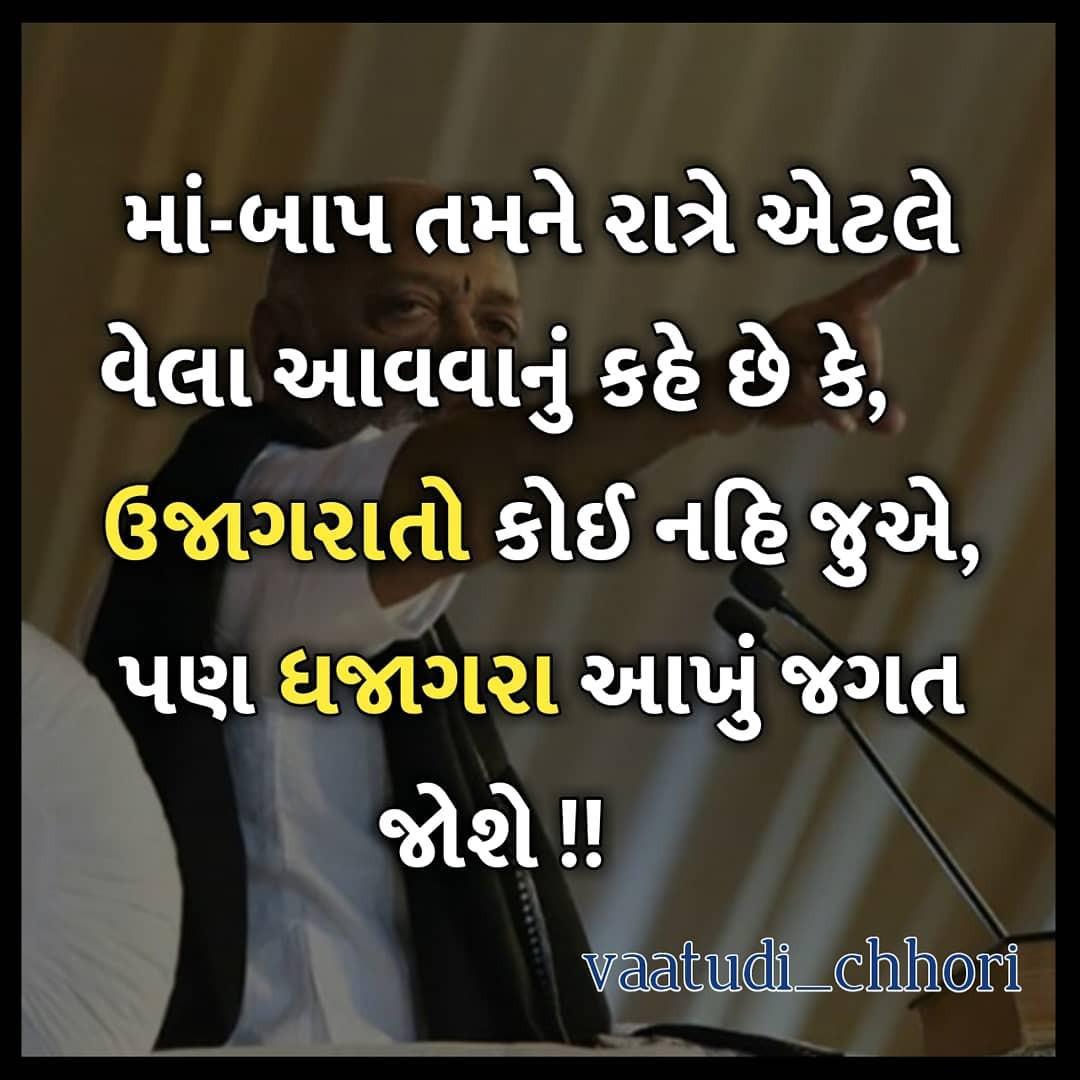 માં-બાપ તમને રાત્રે એટલે
વેલા આવવાનું કહે છે કે,
ઉજાગરાતો કોઈ નહિ જુએ,
પણ ધજાગરા આખું જગત
જોશે !!
vaatudi_chhori